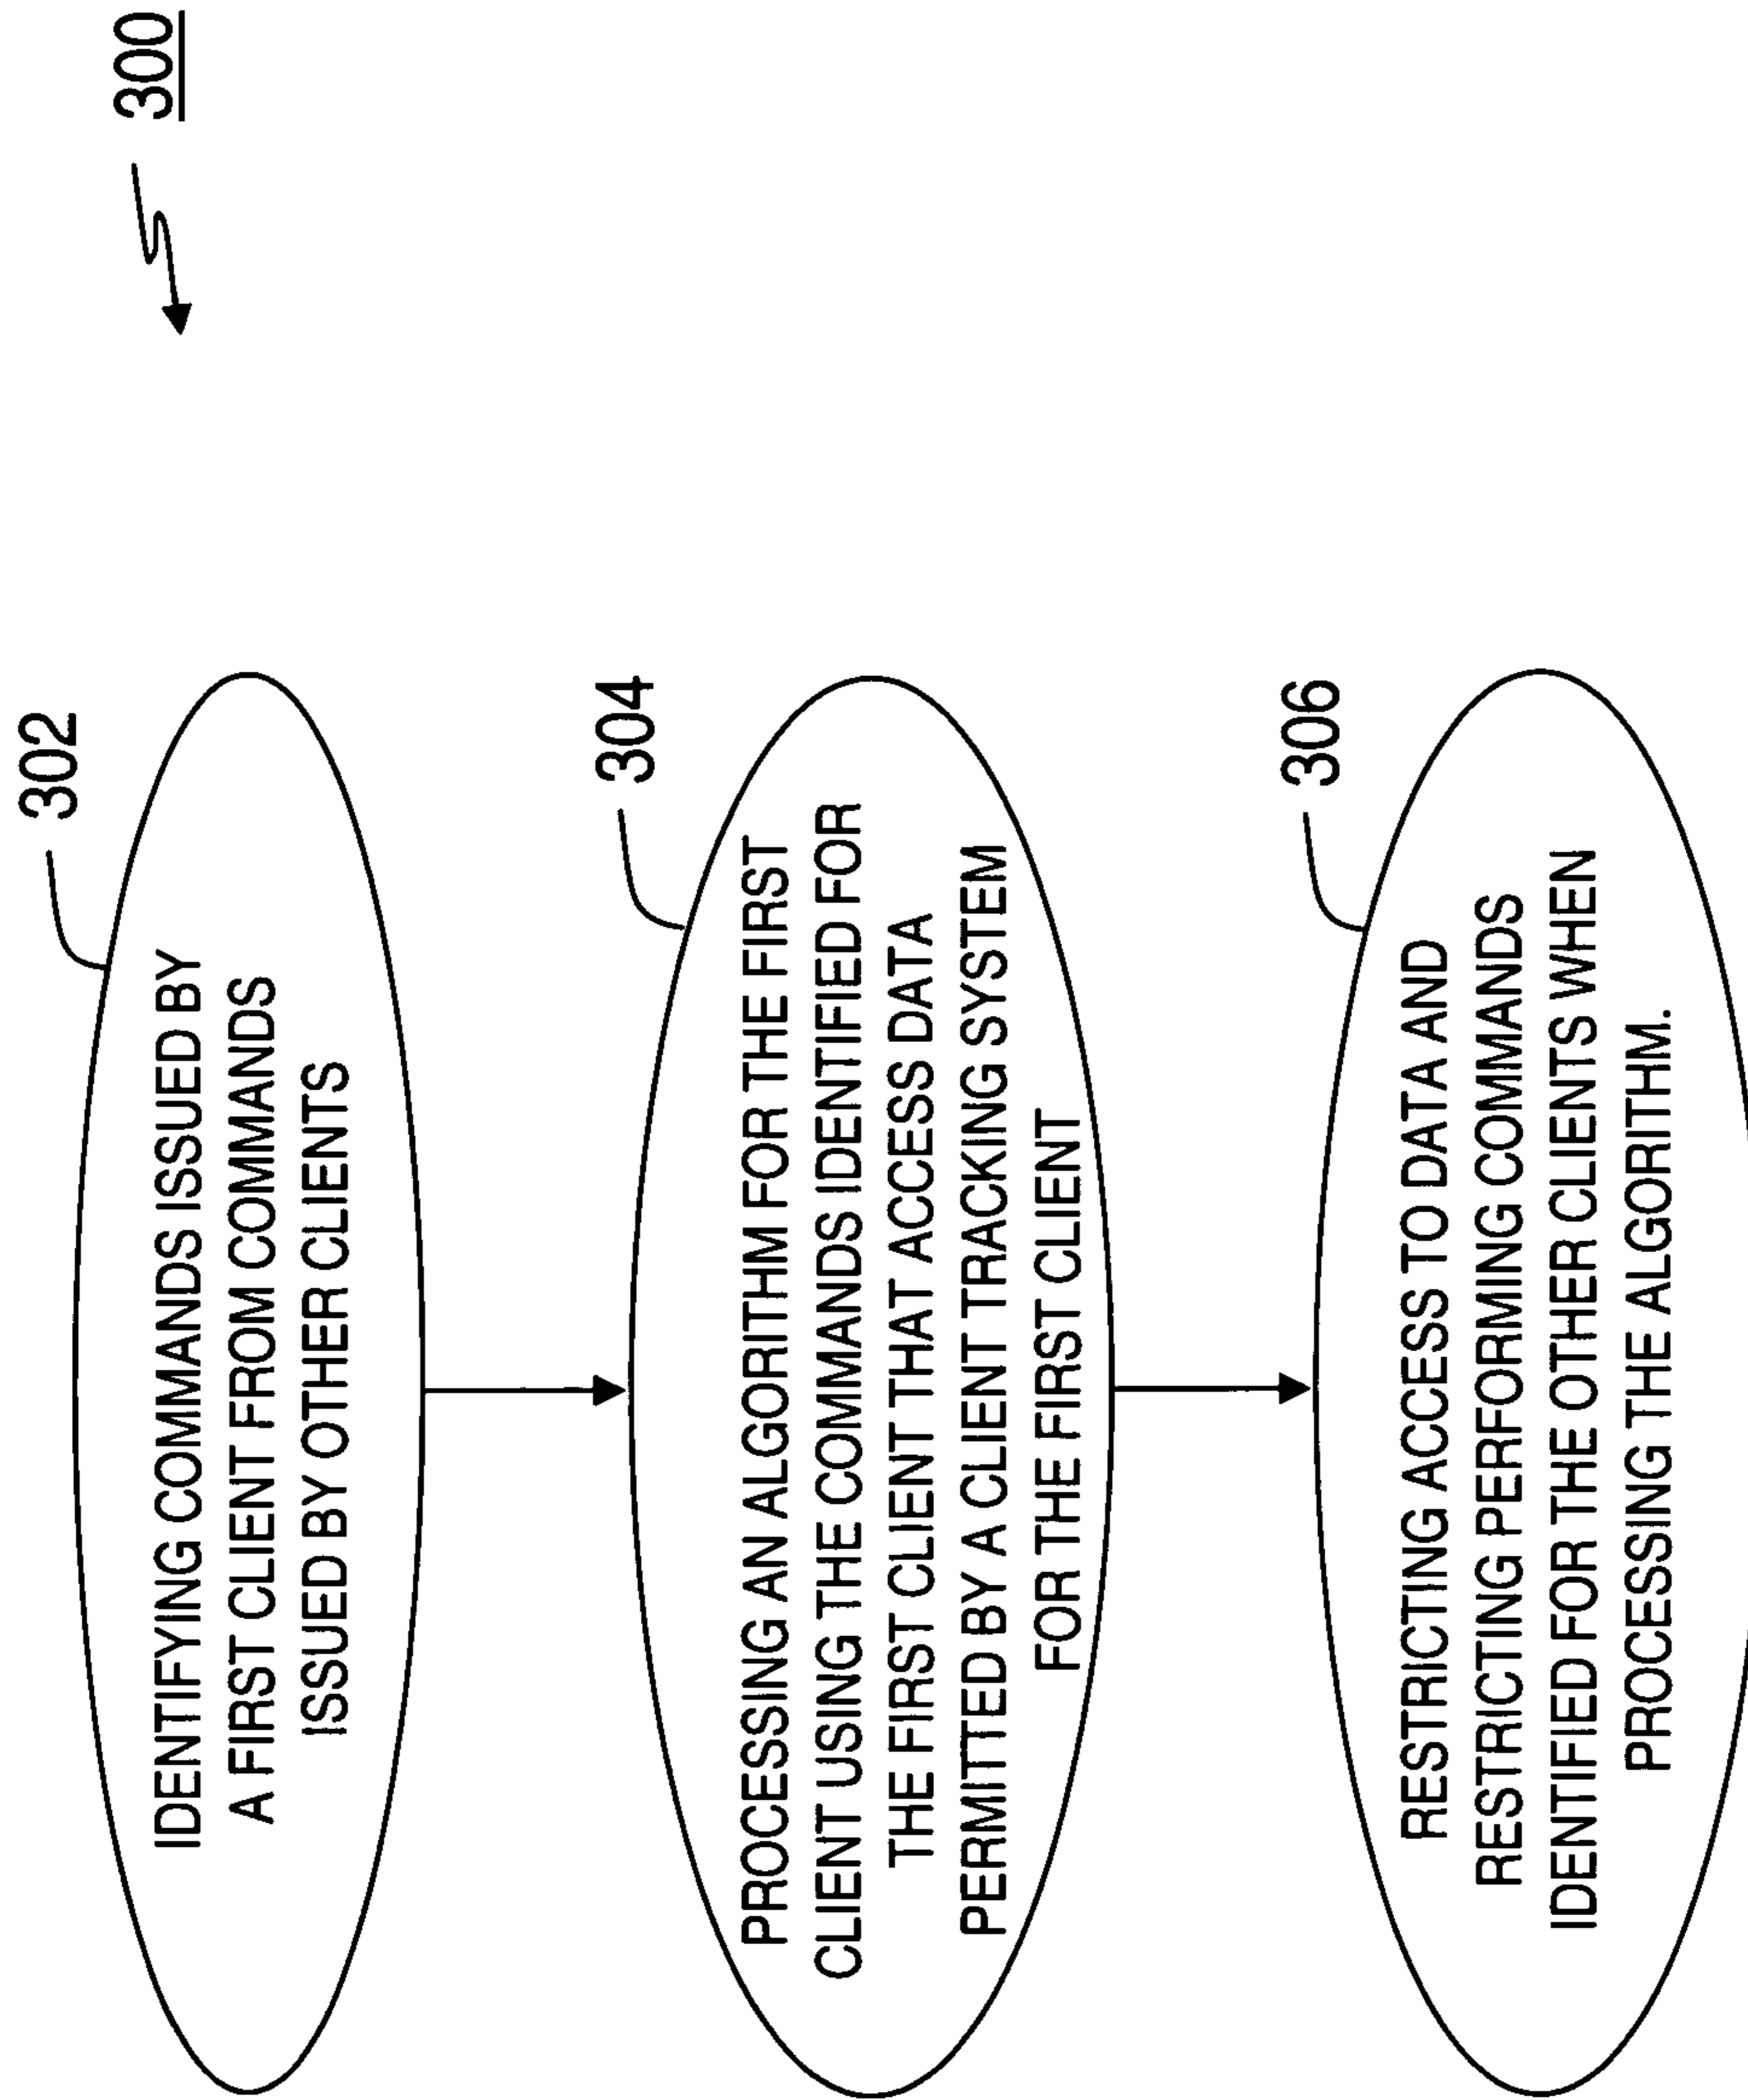 300
302
IDENTIFYING COMMANDS ISSUED BY
A FIRST CLIENT FROM COMMANDS
ISSUED BY OTHER CLIENTS
304
PROCESSING AN ALGORITHM FOR THE FIRST
CLIENT USING THE COMMANDS IDENTIFIED FOR
THE FIRST CLIENT THAT ACCESS DATA
PERMITTED BY A CLIENT TRACKING SYSTEM
FOR THE FIRST CLIENT
306
RESTRICTING ACCESS TO DATA AND
RESTRICTING PERFORMING COMMANDS
IDENTIFIED FOR THE OTHER CLIENTS WHEN
PROCESSING THE ALGORITHM.